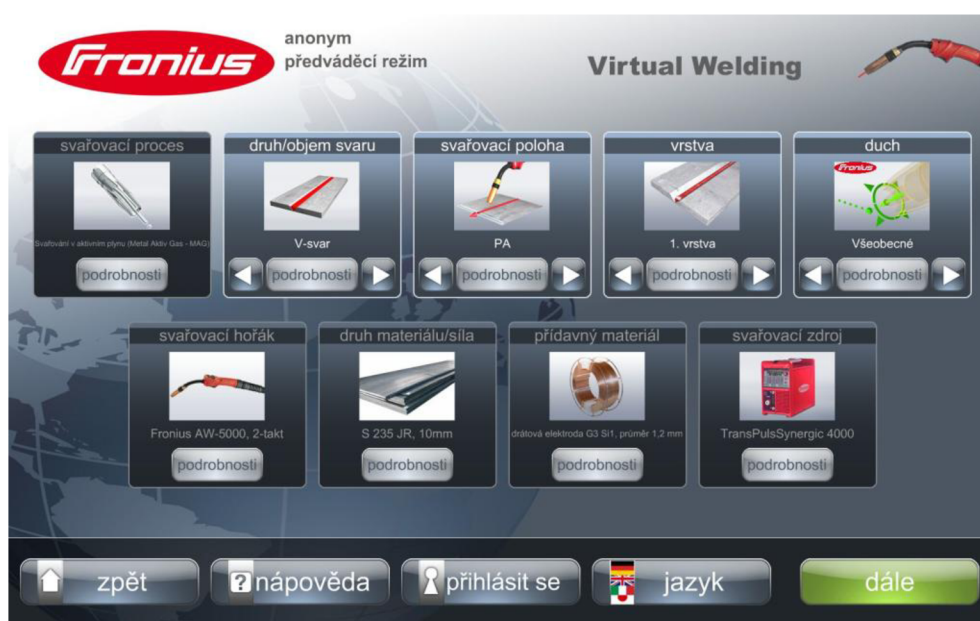 Fronius
anonym
předváděcí režim
Virtual Welding
svařovací proces
Svařování v aktivním plynu (Metal Aktiv Gas - MAG)
podrobnosti
druh/objem svaru
V-svar
podrobnosti
svařovací poloha
PA
podrobnosti
vrstva
1. vrstva
podrobnosti
duch
Fronius
Všeobecné
podrobnosti
svařovací hořák
Fronius AW-5000, 2-takt
podrobnosti
druh materiálu/síla
S 235 JR, 10mm
podrobnosti
přídavný materiál
drátová elektroda G3 Si1, průměr 1,2 mm
podrobnosti
svařovací zdroj
TransPulsSynergic 4000
podrobnosti
zpět
? nápověda
přihlásit se
jazyk
dále